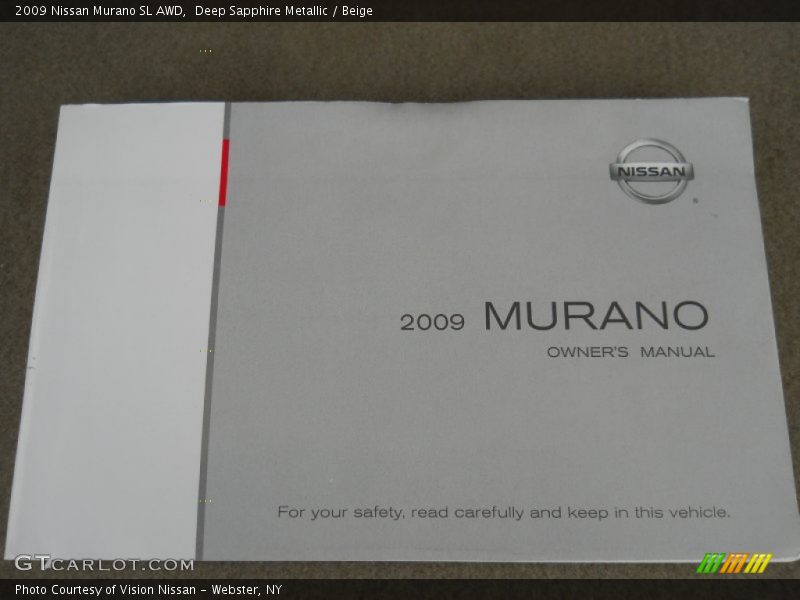 2009 Nissan Murano SL AWD,  Deep Sapphire Metallic / Beige
NISSAN
®
2009 MURANO
OWNER'S MANUAL
For your safety, read carefully and keep in this vehicle.
GTCARLOT.COM
Photo Courtesy of Vision Nissan - Webster, NY